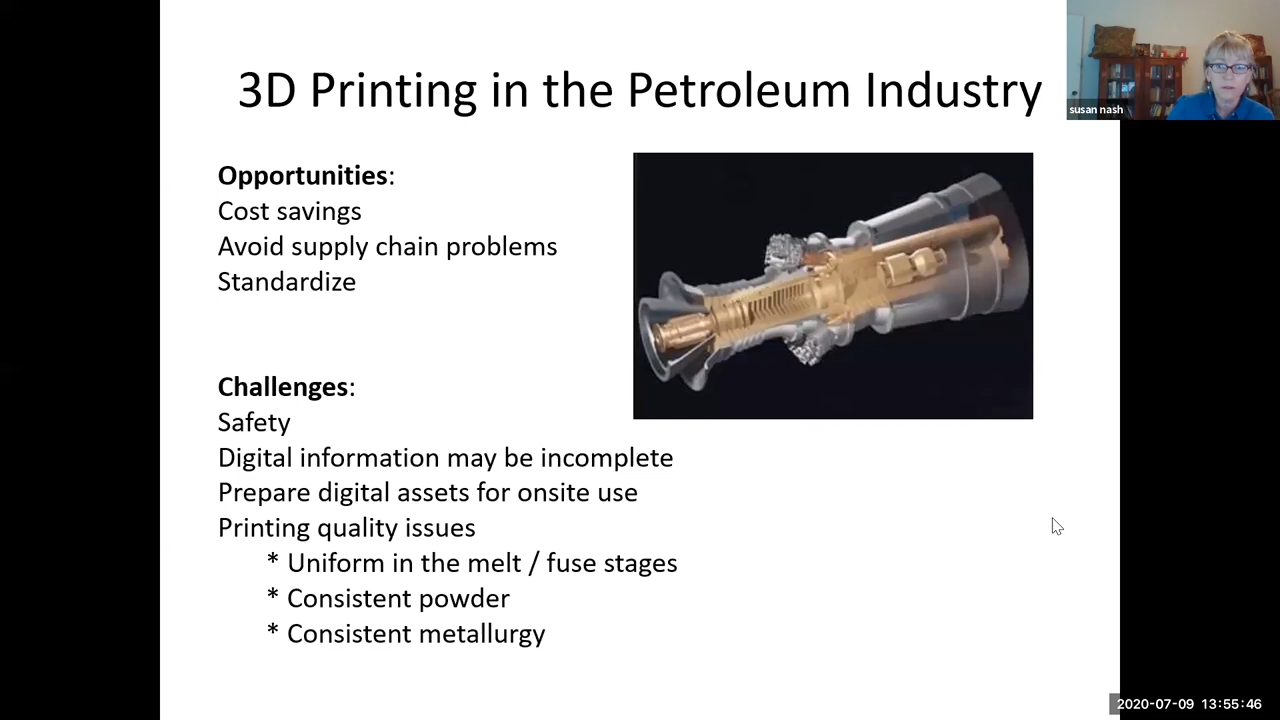 3D Printing in the Petroleum Industry
susan nash
Opportunities:
Cost savings
Avoid supply chain problems
Standardize
Challenges:
Safety
Digital information may be incomplete
Prepare digital assets for onsite use
Printing quality issues
* Uniform in the melt / fuse stages
* Consistent powder
* Consistent metallurgy
2020-07-09 13:55:46